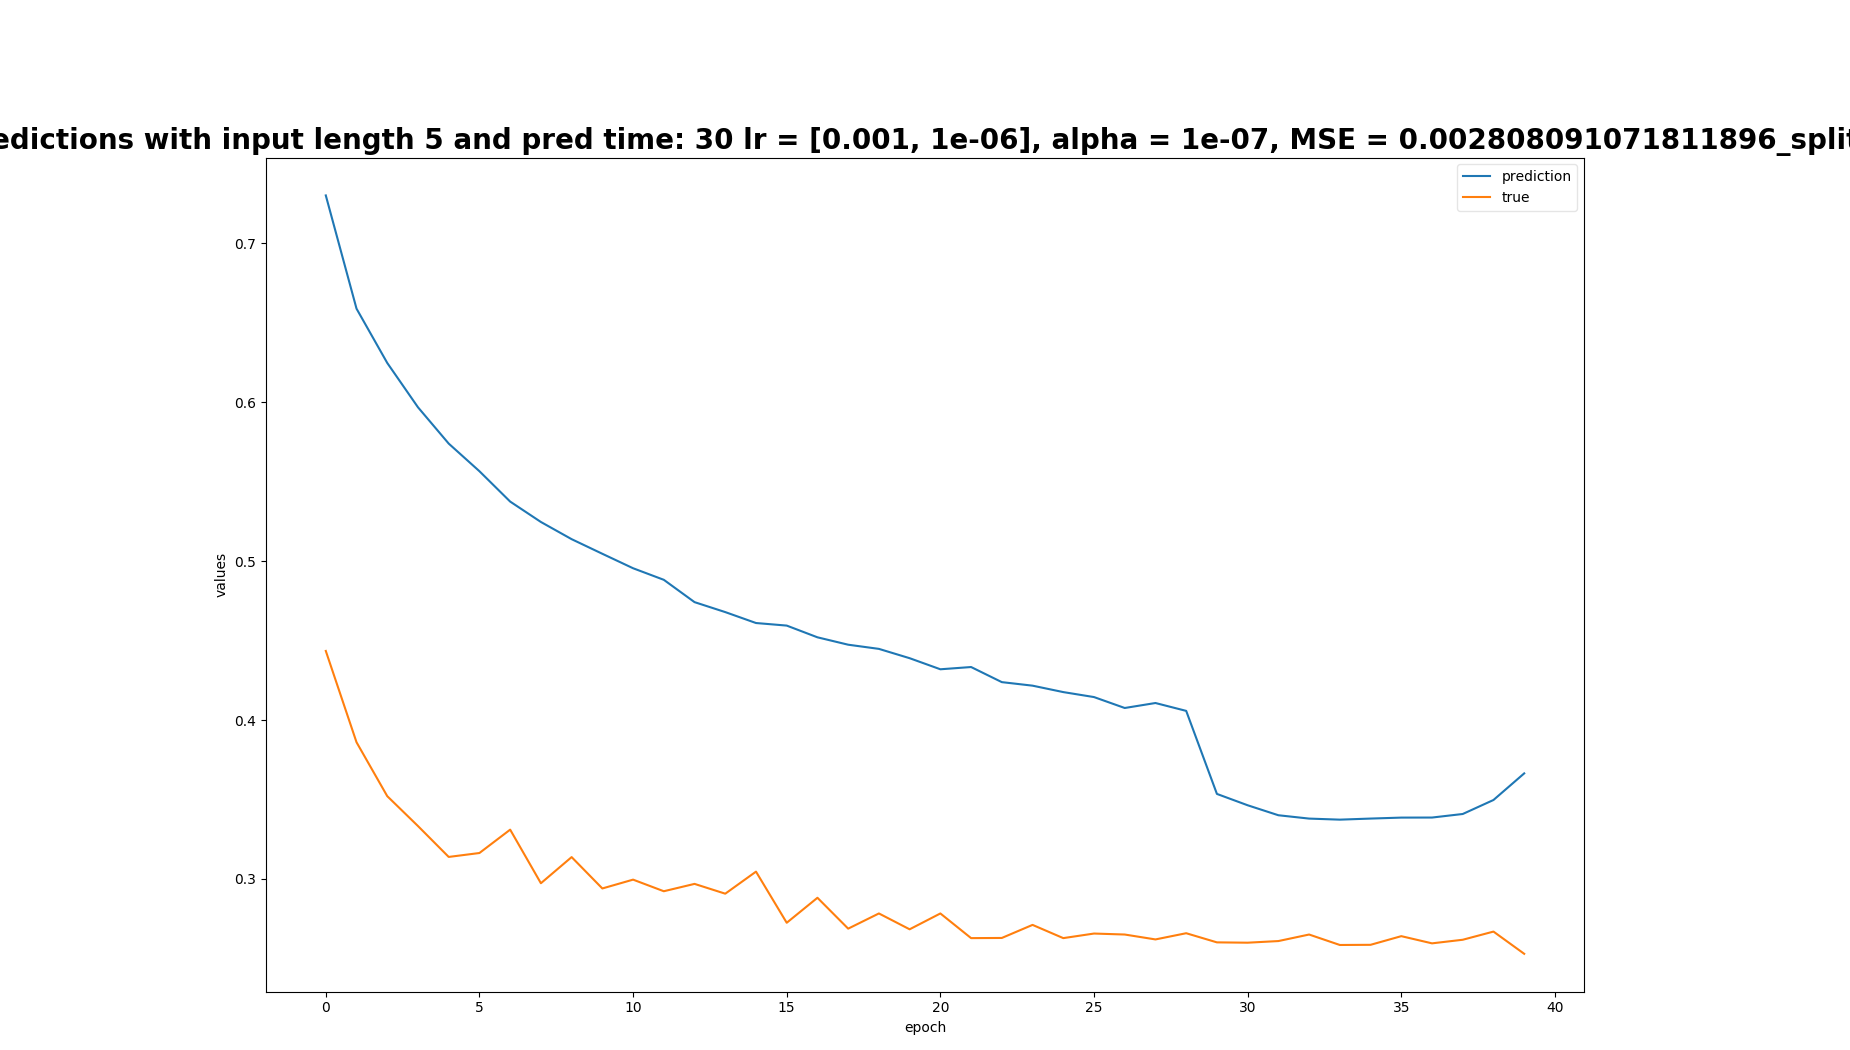 edictions with input length 5 and pred time: 30 lr = [0.001, 1e-06], alpha = 1e-07, MSE = 0.002808091071811896_split
prediction
true
0.7
0.6
0.5
0.4
0.3
values
0 5 10 15 20 25 30 35 40
epoch